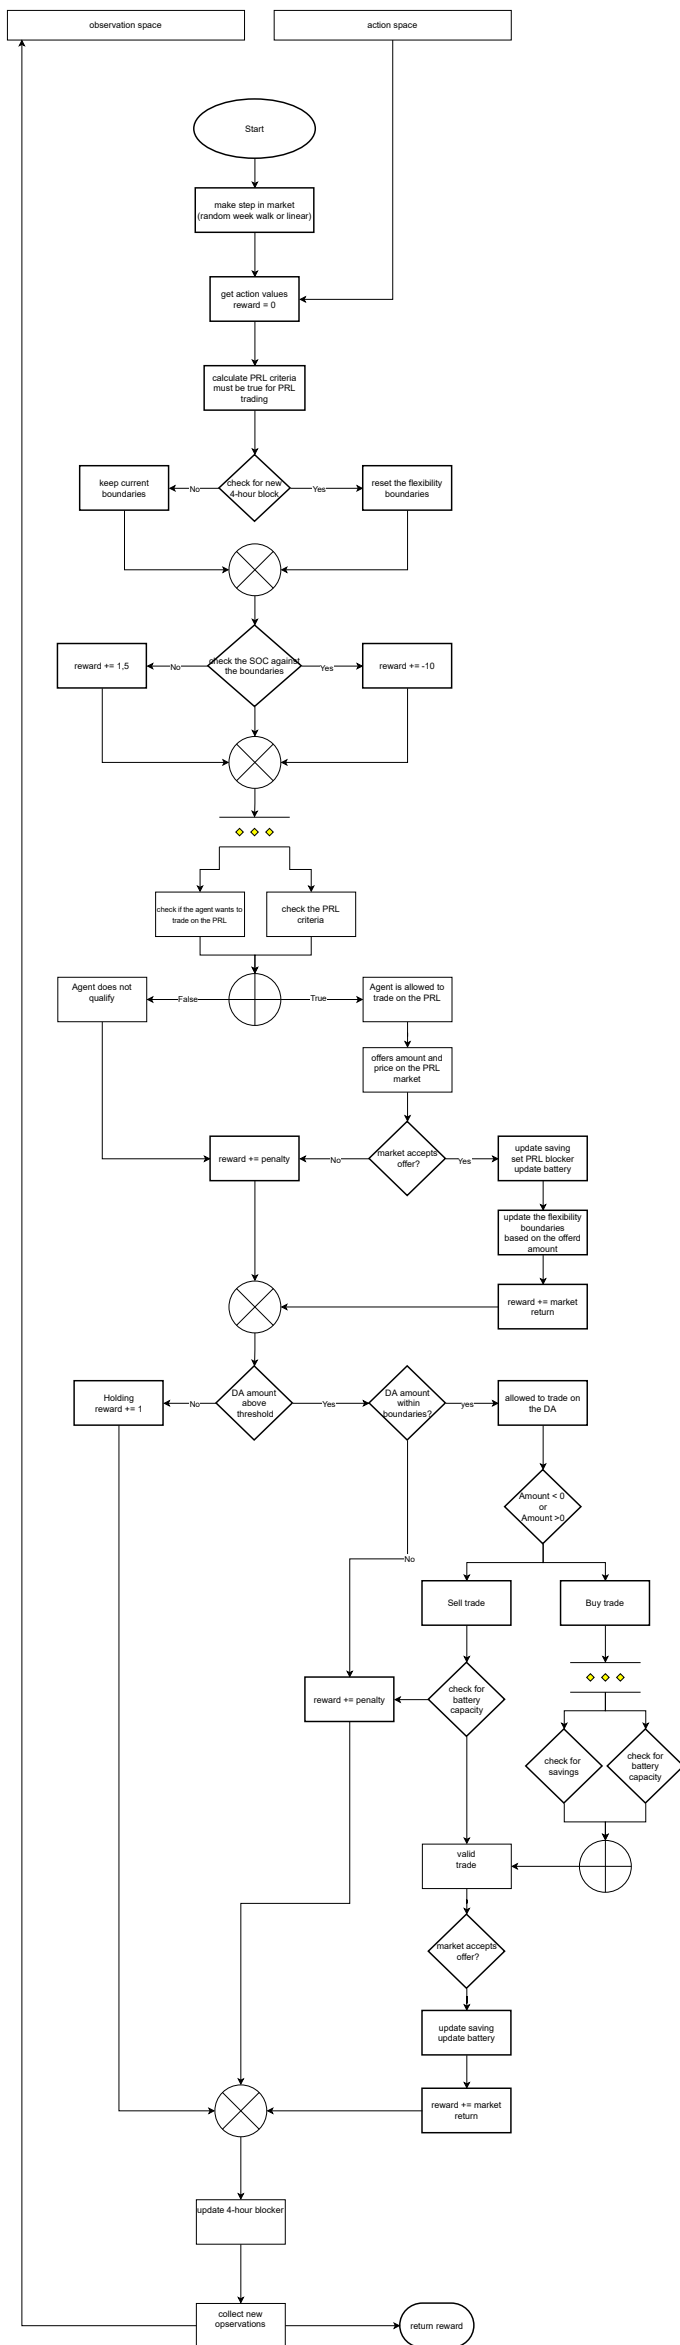 observation space
action space
Start
make step in market
(random week walk or linear)
get action values
reward = 0
calculate PRL criteria
must be true for PRL
trading
keep current
boundaries
No
check for new
4-hour block
Yes
reset the flexibility
boundaries
reward += 1,5
No
check the SOC against
the boundaries
Yes
reward += -10
check if the agent wants to
trade on the PRL
check the PRL
criteria
Agent does not
qualify
False
True
Agent is allowed to
trade on the PRL
offers amount and
price on the PRL
market
reward += penalty
No
market accepts
offer?
Yes
update saving
set PRL blocker
update battery
update the flexibility
boundaries
based on the offerd
amount
reward += market
return
Holding
reward += 1
No
DA amount
above
threshold
Yes
DA amount
within
boundaries?
yes
allowed to trade on
the DA
Amount < 0
or
Amount >0
No
Sell trade
Buy trade
reward += penalty
check for
battery
capacity
check for
savings
check for
battery
capacity
valid
trade
market accepts
offer?
update saving
update battery
reward += market
return
update 4-hour blocker
collect new
opservations
return reward